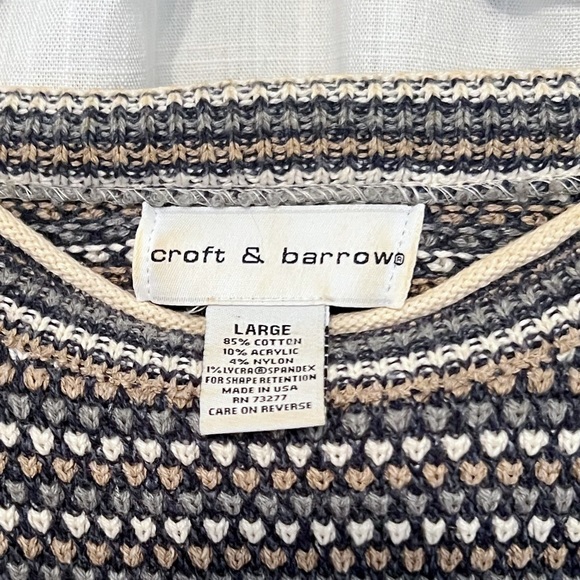 croft & barrow®
LARGE
85% COTTON
10% ACRYLIC
4% NYLON
1% LYCRA® SPANDEX
FOR SHAPE RETENTION
MADE IN USA
RN 73277
CARE ON REVERSE